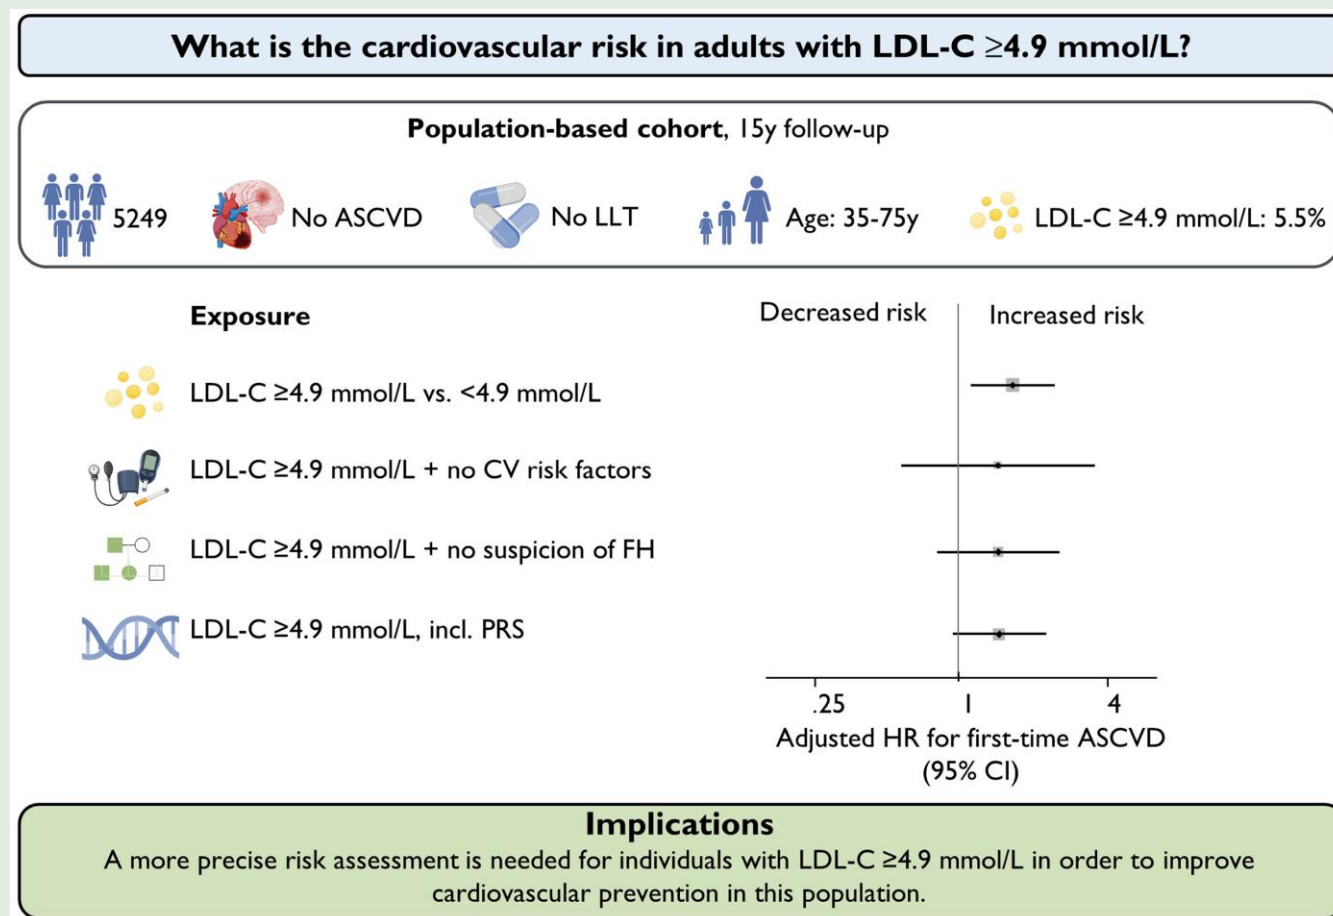 What is the cardiovascular risk in adults with LDL-C ≥4.9 mmol/L?
Population-based cohort, 15y follow-up
5249
No ASCVD
No LLT
Age: 35-75y
LDL-C ≥4.9 mmol/L: 5.5%
Exposure
Decreased risk
Increased risk
LDL-C ≥4.9 mmol/L vs. <4.9 mmol/L
LDL-C ≥4.9 mmol/L + no CV risk factors
LDL-C ≥4.9 mmol/L + no suspicion of FH
LDL-C ≥4.9 mmol/L, incl. PRS
.25
1
4
Adjusted HR for first-time ASCVD
(95% CI)
Implications
A more precise risk assessment is needed for individuals with LDL-C ≥4.9 mmol/L in order to improve
cardiovascular prevention in this population.